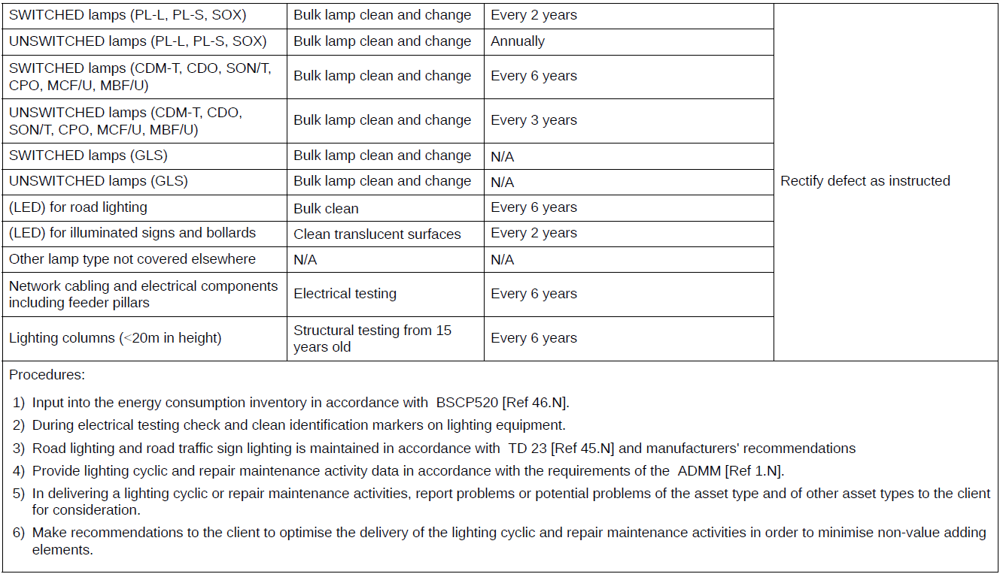 SWITCHED lamps (PL-L, PL-S, SOX) Bulk lamp clean and change Every 2 years
UNSWITCHED lamps (PL-L, PL-S, SOX) Bulk lamp clean and change Annually
SWITCHED lamps (CDM-T, CDO, SON/T,
CPO, MCF/U, MBF/U)
Bulk lamp clean and change Every 6 years
UNSWITCHED lamps (CDM-T, CDO,
SON/T, CPO, MCF/U, MBF/U)
Bulk lamp clean and change Every 3 years
SWITCHED lamps (GLS) Bulk lamp clean and change N/A
UNSWITCHED lamps (GLS) Bulk lamp clean and change N/A
Rectify defect as instructed
(LED) for road lighting Bulk clean Every 6 years
(LED) for illuminated signs and bollards Clean translucent surfaces Every 2 years
Other lamp type not covered elsewhere N/A N/A
Network cabling and electrical components
including feeder pillars
Electrical testing Every 6 years
Lighting columns (<20m in height)
Structural testing from 15
years old
Every 6 years
Procedures:
1) Input into the energy consumption inventory in accordance with BSCP520 [Ref 46.N].
2) During electrical testing check and clean identification markers on lighting equipment.
3) Road lighting and road traffic sign lighting is maintained in accordance with TD 23 [Ref 45.N] and manufacturers' recommendations
4) Provide lighting cyclic and repair maintenance activity data in accordance with the requirements of the ADMM [Ref 1.N].
5) In delivering a lighting cyclic or repair maintenance activities, report problems or potential problems of the asset type and of other asset types to the client
for consideration.
6) Make recommendations to the client to optimise the delivery of the lighting cyclic and repair maintenance activities in order to minimise non-value adding
elements.